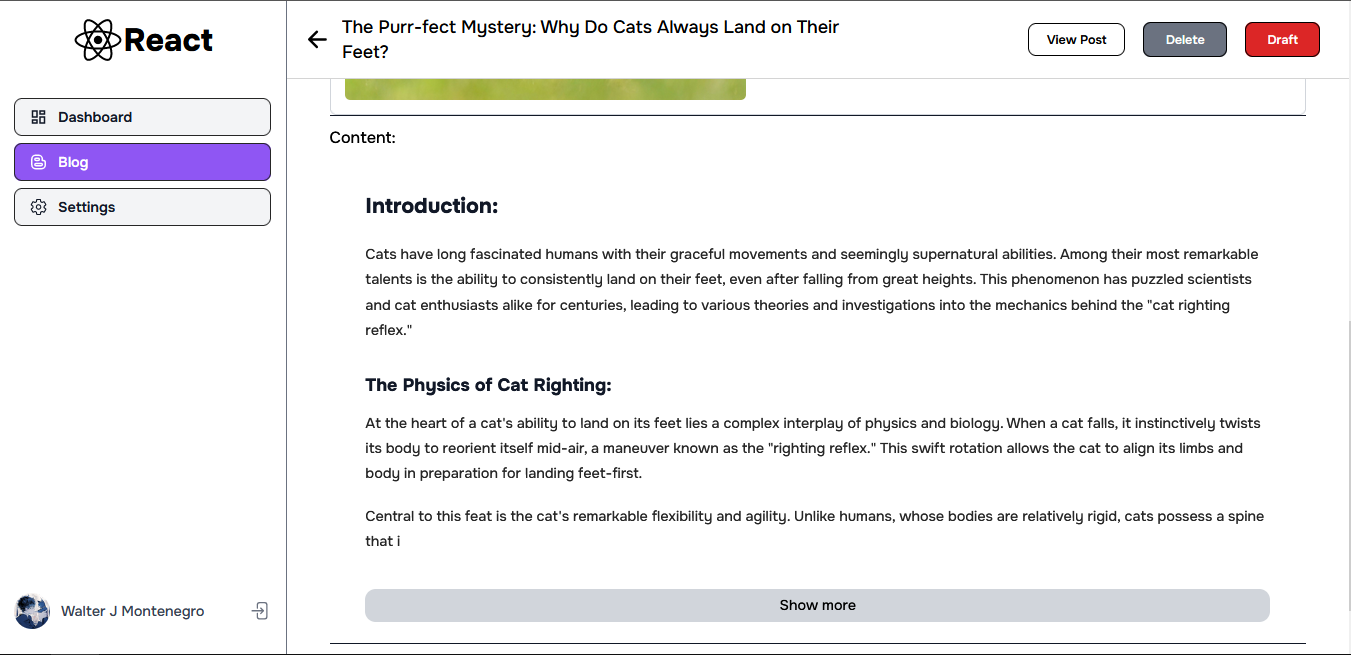 React
Dashboard
Blog
Settings
Walter J Montenegro
The Purr-fect Mystery: Why Do Cats Always Land on Their
Feet?
View Post
Delete
Draft
Content:
Introduction:
Cats have long fascinated humans with their graceful movements and seemingly supernatural abilities. Among their most remarkable
talents is the ability to consistently land on their feet, even after falling from great heights. This phenomenon has puzzled scientists
and cat enthusiasts alike for centuries, leading to various theories and investigations into the mechanics behind the "cat righting
reflex."
The Physics of Cat Righting:
At the heart of a cat's ability to land on its feet lies a complex interplay of physics and biology. When a cat falls, it instinctively twists
its body to reorient itself mid-air, a maneuver known as the "righting reflex." This swift rotation allows the cat to align its limbs and
body in preparation for landing feet-first.
Central to this feat is the cat's remarkable flexibility and agility. Unlike humans, whose bodies are relatively rigid, cats possess a spine
that i
Show more